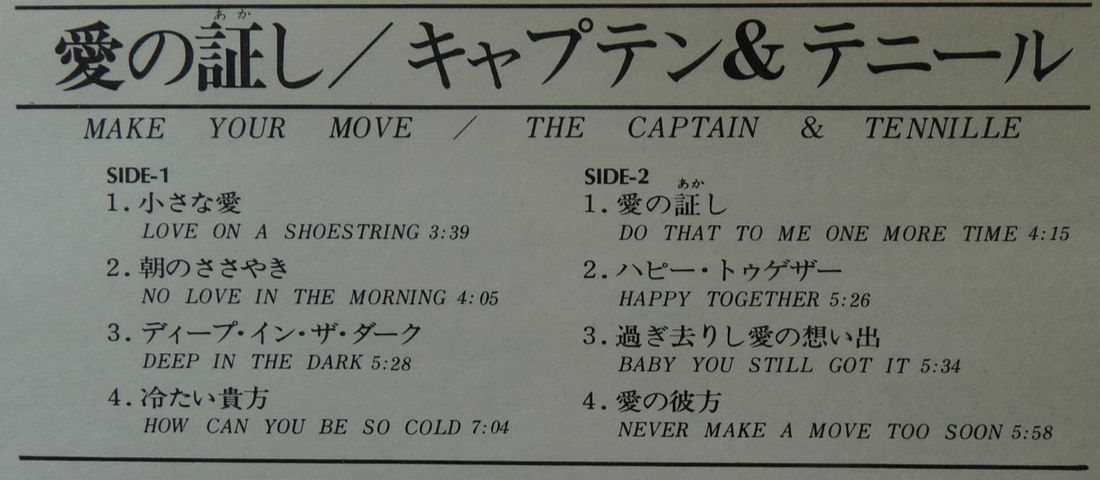 あか
愛の証し／キャプテン&テニール
MAKE YOUR MOVE / THE CAPTAIN & TENNILLE
SIDE-1
1. 小さな愛
LOVE ON A SHOESTRING 3:39
2. 朝のささやき
NO LOVE IN THE MORNING 4:05
3. ディープ・イン・ザ・ダーク
DEEP IN THE DARK 5:28
4. 冷たい貴方
HOW CAN YOU BE SO COLD 7:04
SIDE-2
あか
1. 愛の証し
DO THAT TO ME ONE MORE TIME 4:15
2. ハピー・トゥゲザー
HAPPY TOGETHER 5:26
3. 過ぎ去りし愛の想い出
BABY YOU STILL GOT IT 5:34
4. 愛の彼方
NEVER MAKE A MOVE TOO SOON 5:58